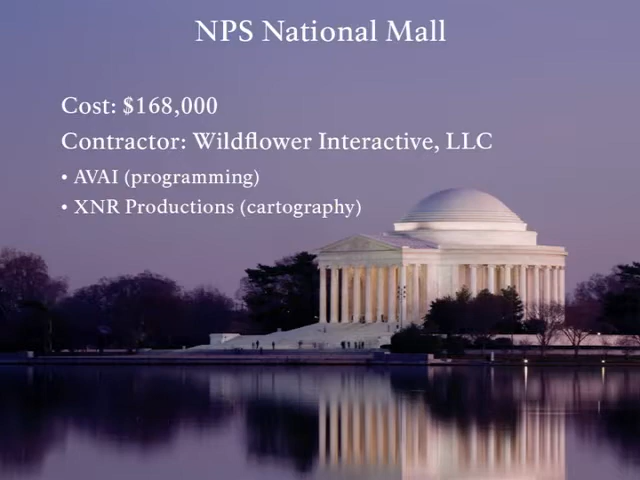 NPS National Mall
Cost: $168,000
Contractor: Wildflower Interactive, LLC
• AVAI (programming)
• XNR Productions (cartography)